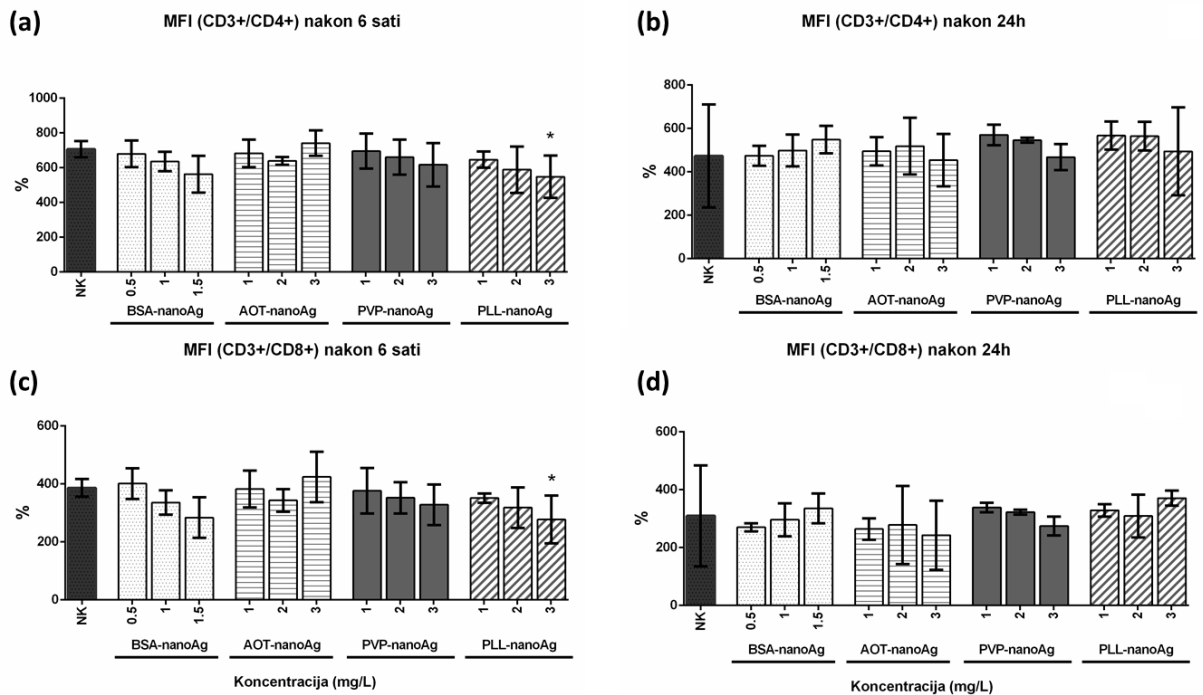 (a)
MFI (CD3+/CD4+) nakon 6 sati
1000
800
600
400
200
0
%
*
NK
0.5
1
1.5
1
2
3
1
2
3
1
2
3
BSA-nanoAg
AOT-nanoAg
PVP-nanoAg
PLL-nanoAg
(b)
MFI (CD3+/CD4+) nakon 24h
800
600
400
200
0
%
NK
0.5
1
1.5
1
2
3
1
2
3
1
2
3
BSA-nanoAg
AOT-nanoAg
PVP-nanoAg
PLL-nanoAg
(c)
MFI (CD3+/CD8+) nakon 6 sati
600
400
200
0
%
*
NK
0.5
1
1.5
1
2
3
1
2
3
1
2
3
BSA-nanoAg
AOT-nanoAg
PVP-nanoAg
PLL-nanoAg
Koncentracija (mg/L)
(d)
MFI (CD3+/CD8+) nakon 24h
600
400
200
0
%
NK
0.5
1
1.5
1
2
3
1
2
3
1
2
3
BSA-nanoAg
AOT-nanoAg
PVP-nanoAg
PLL-nanoAg
Koncentracija (mg/L)